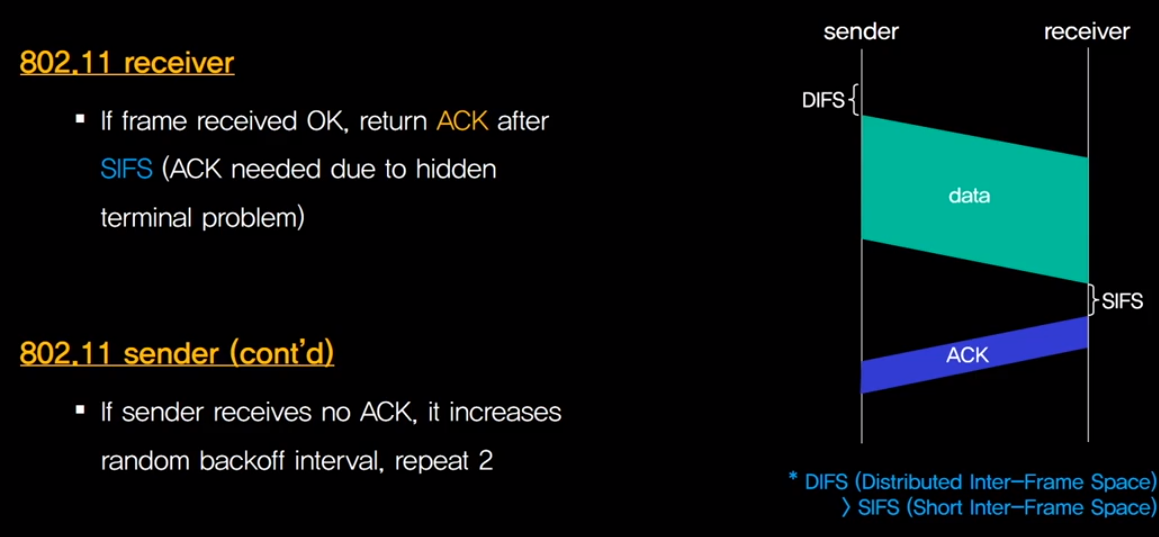 802.11 receiver
▪ If frame received OK, return ACK after
SIFS (ACK needed due to hidden
terminal problem)
802.11 sender (cont'd)
▪ If sender receives no ACK, it increases
random backoff interval, repeat 2
sender receiver
DIFS
data
SIFS
ACK
* DIFS (Distributed Inter-Frame Space)
> SIFS (Short Inter-Frame Space)